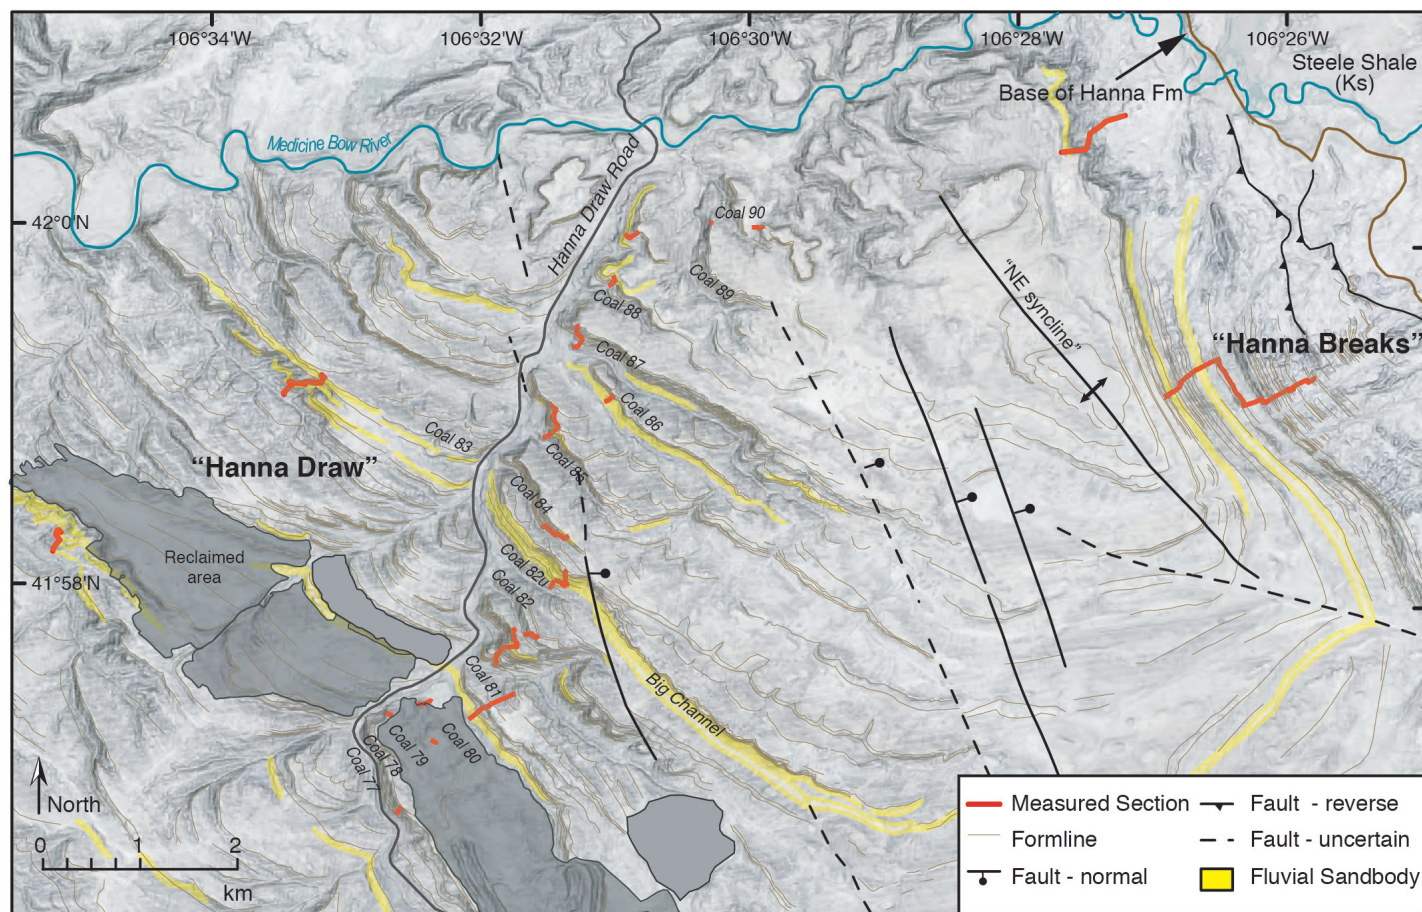 106°34'W
106°32'W
106°30'W
106°28'W
106°26'W
Steele Shale
(Ks)
Base of Hanna Fm
Medicine Bow River
Hanna Draw Road
42°0'N
Coal 90
Coal 89
Coal 88
"NE syncline"
Coal 87
"Hanna Breaks"
Coal 86
Coal 83
"Hanna Draw"
Coal 85
Coal 84
Reclaimed
area
Coal 82u
41°58'N
Coal 82
Coal 81
Big Channel
Coal 80
Coal 79
Coal 78
Coal 77
North
0 1 2
km
Measured Section
Fault - reverse
Formline
Fault - uncertain
Fault - normal
Fluvial Sandbody